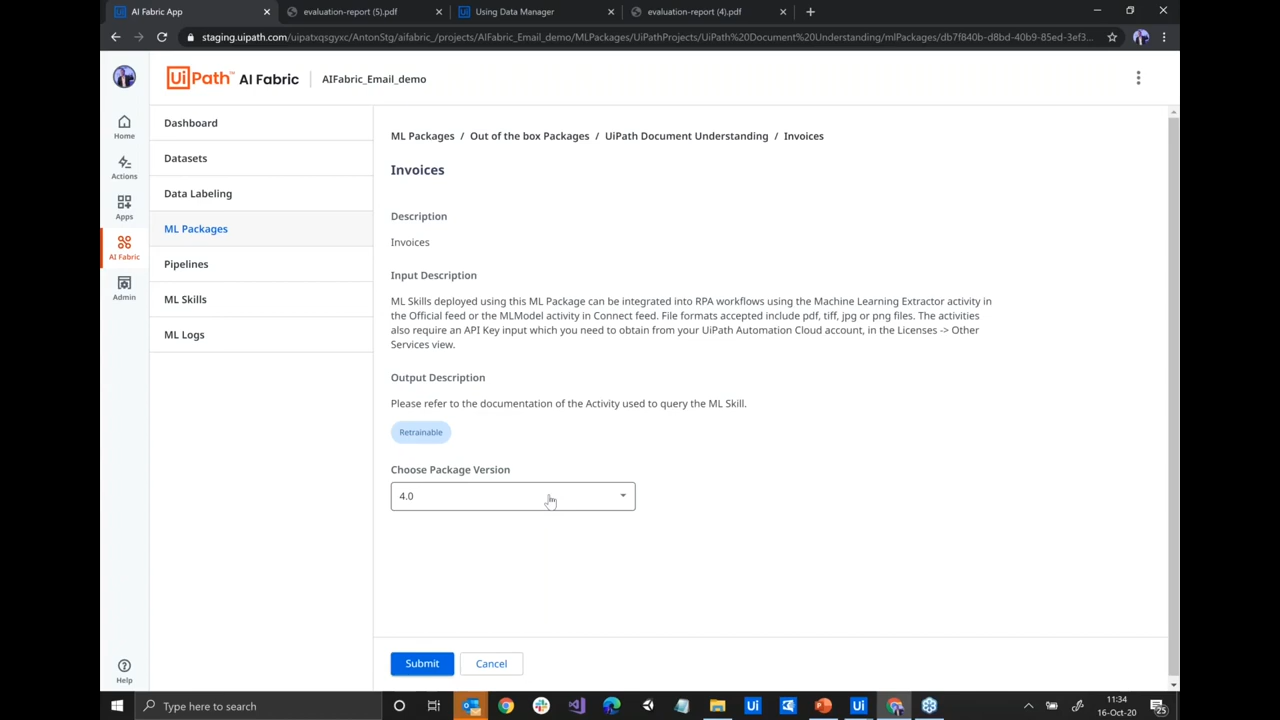 AI Fabric App
evaluation-report (5).pdf
Using Data Manager
evaluation-report (4).pdf
staging.uipath.com/uipatxqsgyxc/AntonStg/aifabric_/projects/AIFabric_Email_demo/MLPackages/UiPathProjects/UiPath%20Document%20Understanding/mlPackages/db7f840b-d8bd-40b9-85ed-3ef3...
UiPath™ AI Fabric
AIFabric_Email_demo
Home
Actions
Apps
AI Fabric
Admin
Help
Dashboard
Datasets
Data Labeling
ML Packages
Pipelines
ML Skills
ML Logs
ML Packages / Out of the box Packages / UiPath Document Understanding / Invoices
Invoices
Description
Invoices
Input Description
ML Skills deployed using this ML Package can be integrated into RPA workflows using the Machine Learning Extractor activity in
the Official feed or the MLModel activity in Connect feed. File formats accepted include pdf, tiff, jpg or png files. The activities
also require an API Key input which you need to obtain from your UiPath Automation Cloud account, in the Licenses -> Other
Services view.
Output Description
Please refer to the documentation of the Activity used to query the ML Skill.
Retrainable
Choose Package Version
4.0
Submit
Cancel
Type here to search
Ui
Ui
11:34
16-Oct-20
25